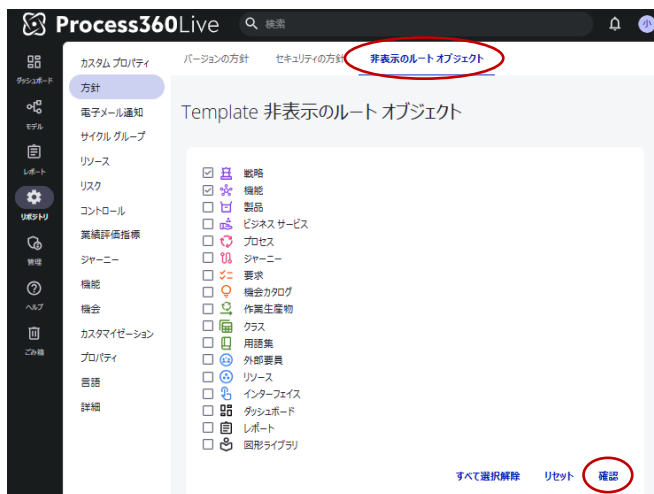 Process360Live
検索
小
ダッシュボード
モデル
レポート
リポジトリ
管理
ヘルプ
ごみ箱
カスタム プロパティ
方針
電子メール通知
サイクル グループ
リソース
リスク
コントロール
業績評価指標
ジャーニー
機能
機会
カスタマイゼーション
プロパティ
言語
詳細
バージョンの方針
セキュリティの方針
非表示のルート オブジェクト
Template 非表示のルート オブジェクト
戦略
機能
製品
ビジネス サービス
プロセス
ジャーニー
要求
機会カタログ
作業生産物
クラス
用語集
外部要員
リソース
インターフェイス
ダッシュボード
レポート
図形ライブラリ
すべて選択解除
リセット
確認